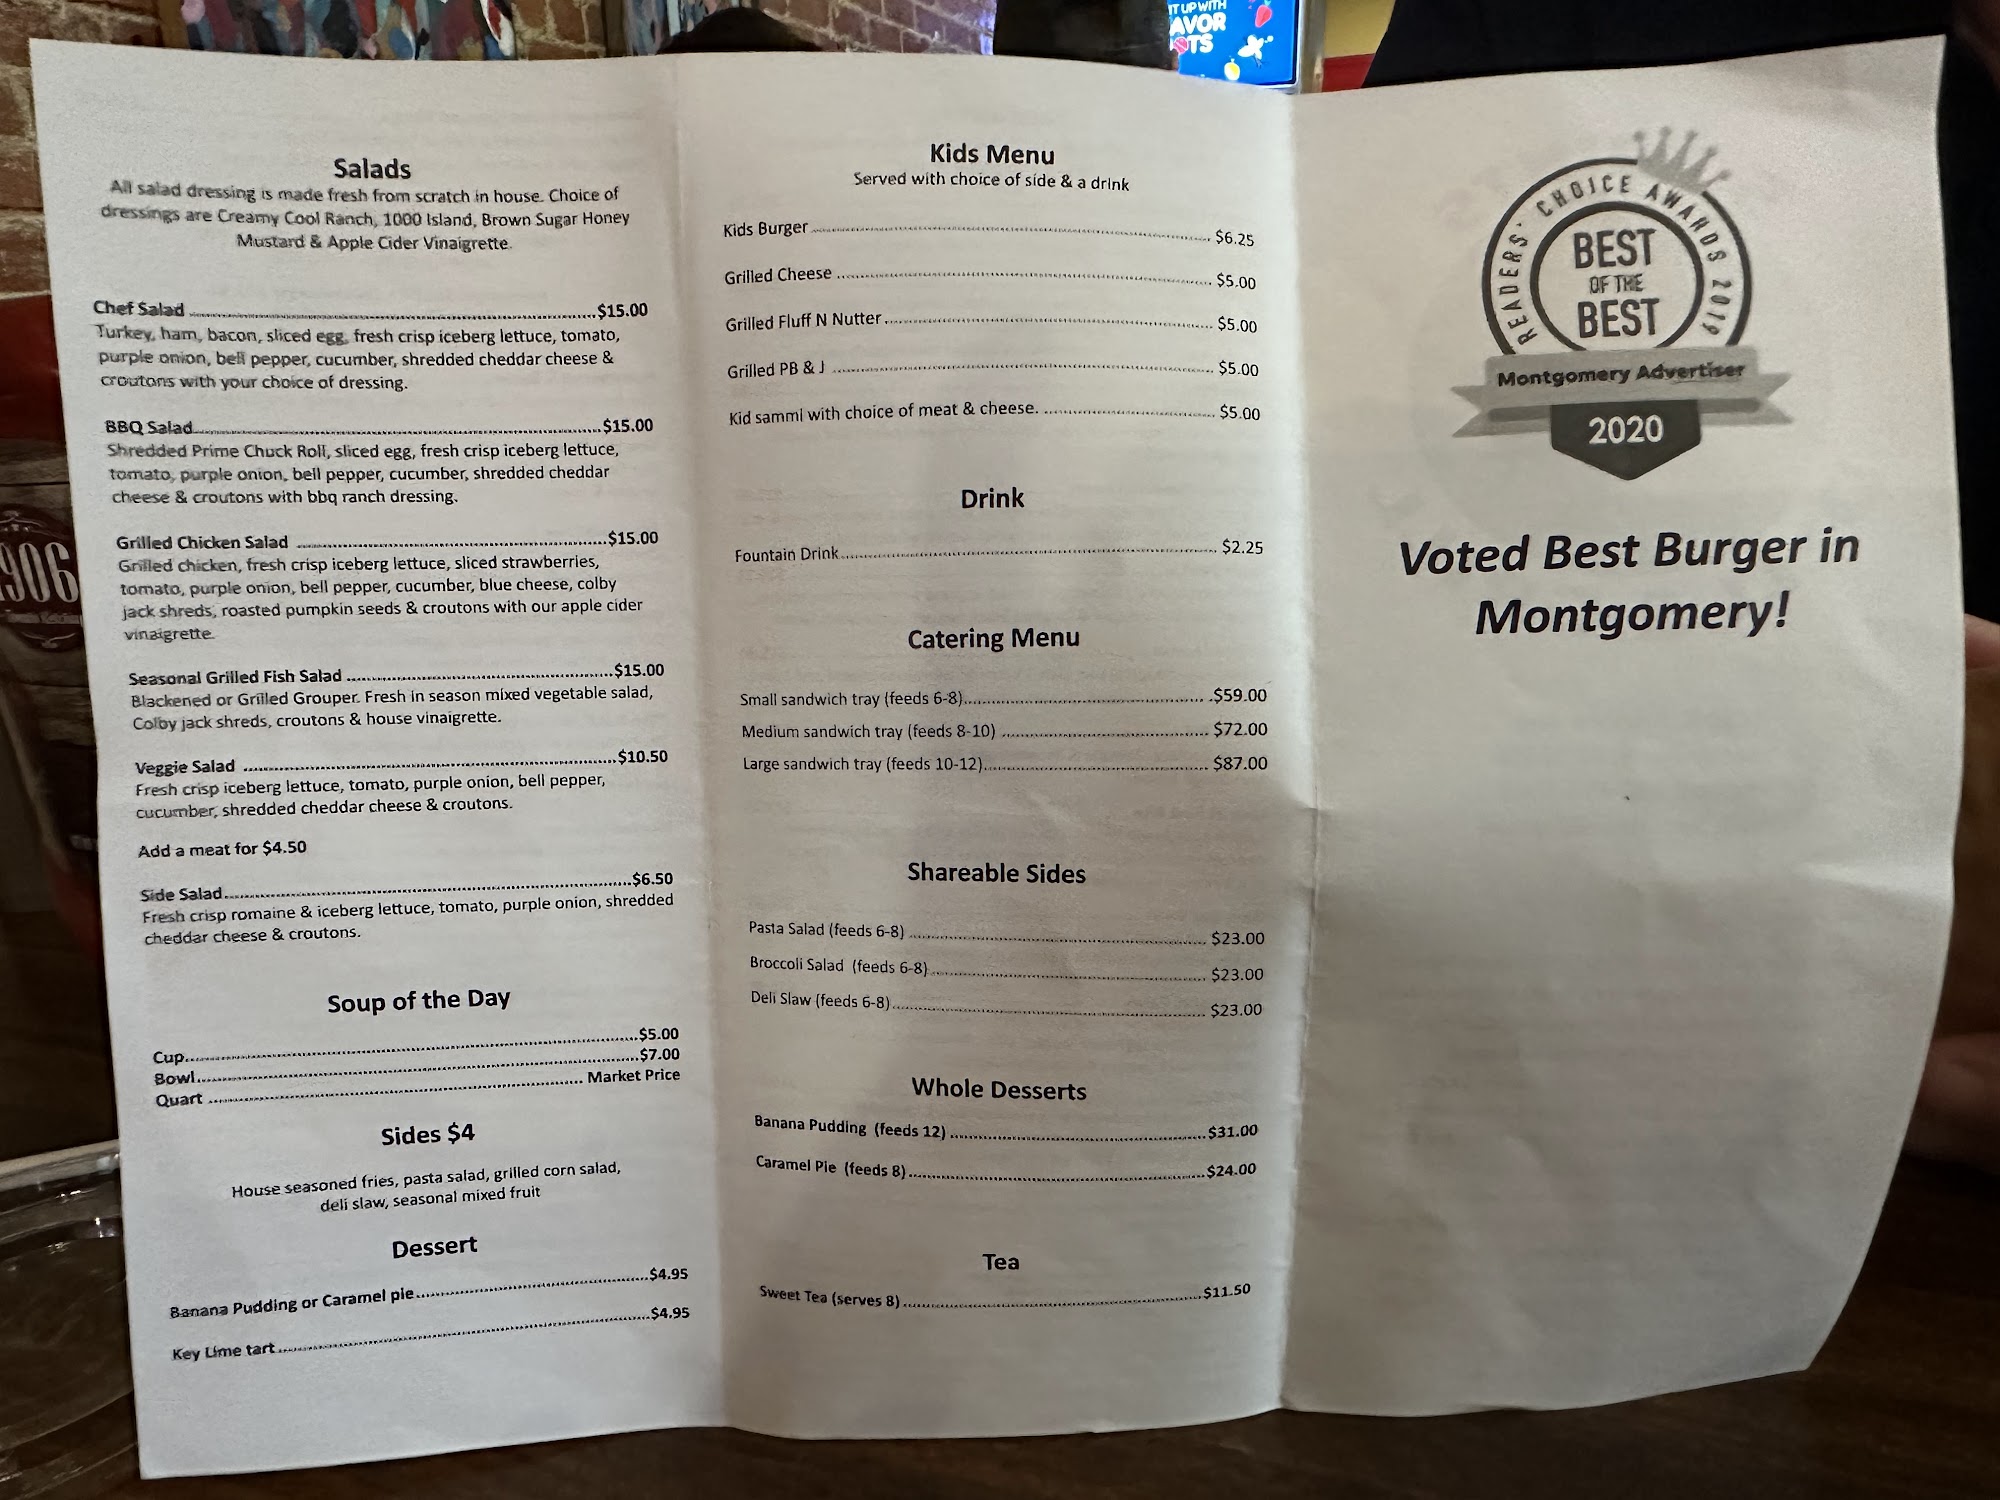 IT UP WITH
AVOR
OTS
906
Salads
All salad dressing is made fresh from scratch in house. Choice of
dressings are Creamy Cool Ranch, 1000 Island, Brown Sugar Honey
Mustard & Apple Cider Vinaigrette.
Chef Salad ........ $15.00
Turkey, ham, bacon, sliced egg, fresh crisp iceberg lettuce, tomato,
purple onion, bell pepper, cucumber, shredded cheddar cheese &
croutons with your choice of dressing.
BBQ Salad ........ $15.00
Shredded Prime Chuck Roll, sliced egg, fresh crisp iceberg lettuce,
tomato, purple onion, bell pepper, cucumber, shredded cheddar
cheese & croutons with bbq ranch dressing.
Grilled Chicken Salad ........ $15.00
Grilled chicken, fresh crisp iceberg lettuce, sliced strawberries,
tomato, purple onion, bell pepper, cucumber, blue cheese, colby
jack shreds, roasted pumpkin seeds & croutons with our apple cider
vinaigrette.
Seasonal Grilled Fish Salad ........ $15.00
Blackened or Grilled Grouper. Fresh in season mixed vegetable salad,
Colby jack shreds, croutons & house vinaigrette.
Veggie Salad ........ $10.50
Fresh crisp iceberg lettuce, tomato, purple onion, bell pepper,
cucumber, shredded cheddar cheese & croutons.
Add a meat for $4.50
Side Salad ........ $6.50
Fresh crisp romaine & iceberg lettuce, tomato, purple onion, shredded
cheddar cheese & croutons.
Soup of the Day
Cup ........ $5.00
Bowl ........ $7.00
Quart ........ Market Price
Sides $4
House seasoned fries, pasta salad, grilled corn salad,
deli slaw, seasonal mixed fruit
Dessert
Banana Pudding or Caramel pie ........ $4.95
Key Lime tart ........ $4.95
Kids Menu
Served with choice of side & a drink
Kids Burger ........ $6.25
Grilled Cheese ........ $5.00
Grilled Fluff N Nutter ........ $5.00
Grilled PB & J ........ $5.00
Kid sammi with choice of meat & cheese. ........ $5.00
Drink
Fountain Drink ........ $2.25
Catering Menu
Small sandwich tray (feeds 6-8) ........ $59.00
Medium sandwich tray (feeds 8-10) ........ $72.00
Large sandwich tray (feeds 10-12) ........ $87.00
Shareable Sides
Pasta Salad (feeds 6-8) ........ $23.00
Broccoli Salad (feeds 6-8) ........ $23.00
Deli Slaw (feeds 6-8) ........ $23.00
Whole Desserts
Banana Pudding (feeds 12) ........ $31.00
Caramel Pie (feeds 8) ........ $24.00
Tea
Sweet Tea (serves 8) ........ $11.50
READERS' CHOICE AWARDS 2019
BEST
OF THE
BEST
Montgomery Advertiser
2020
Voted Best Burger in
Montgomery!